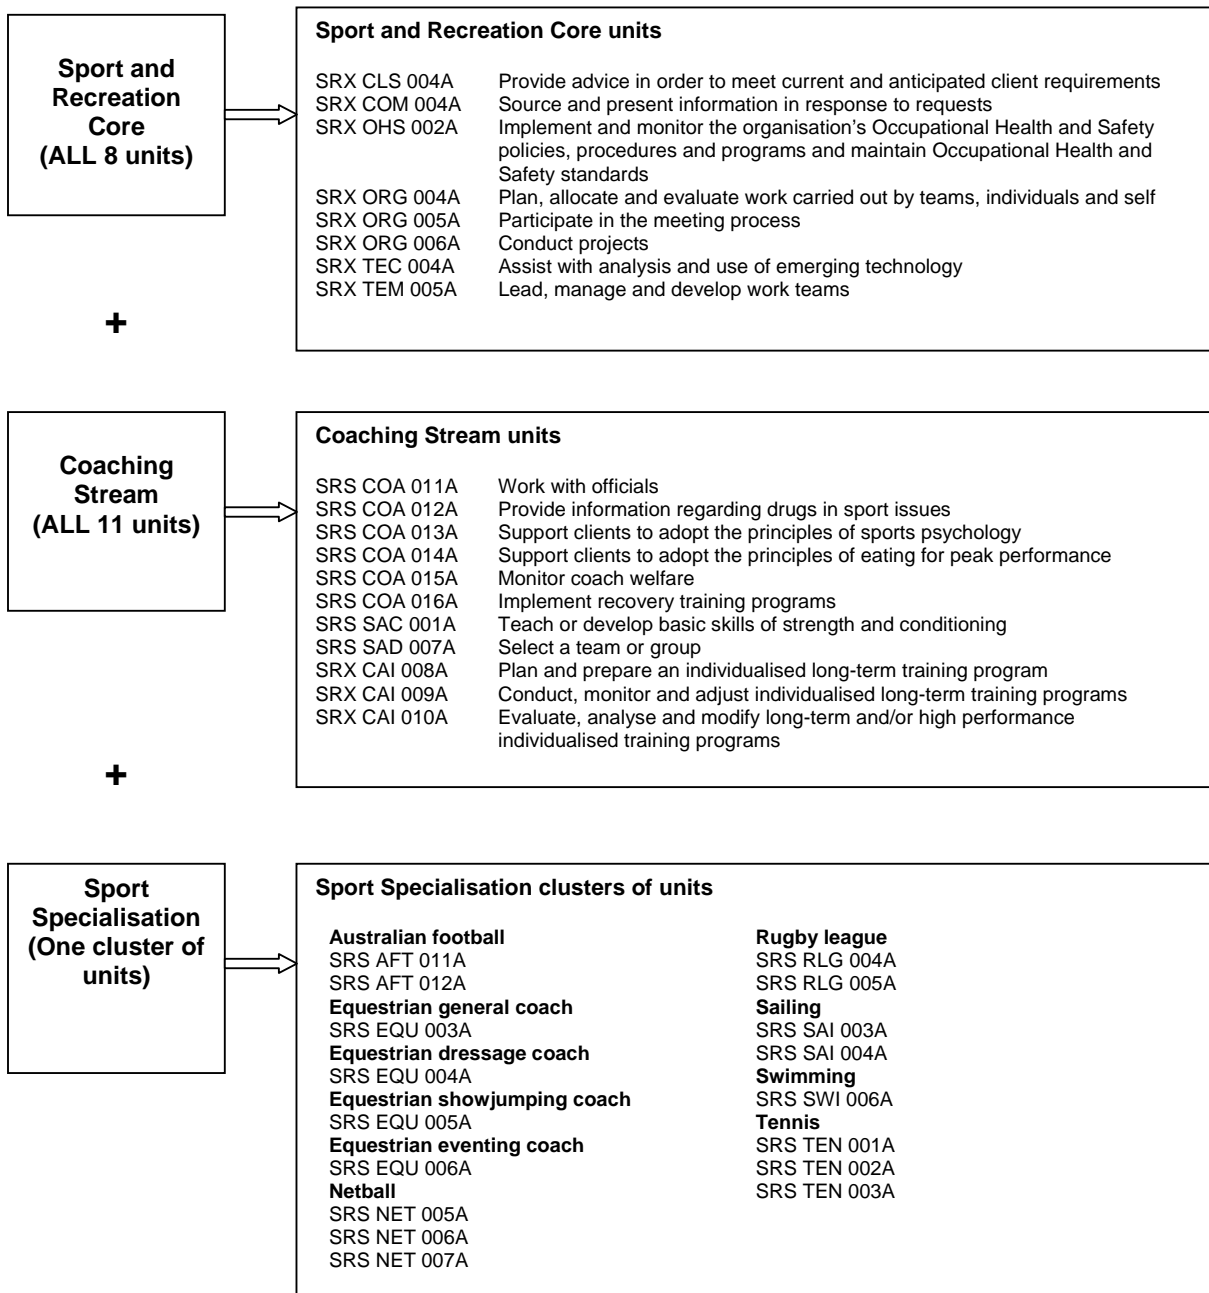 Sport and
Recreation
Core
(ALL 8 units)
Sport and Recreation Core units
SRX CLS 004A Provide advice in order to meet current and anticipated client requirements
SRX COM 004A Source and present information in response to requests
SRX OHS 002A Implement and monitor the organisation's Occupational Health and Safety
policies, procedures and programs and maintain Occupational Health and
Safety standards
SRX ORG 004A Plan, allocate and evaluate work carried out by teams, individuals and self
SRX ORG 005A Participate in the meeting process
SRX ORG 006A Conduct projects
SRX TEC 004A Assist with analysis and use of emerging technology
SRX TEM 005A Lead, manage and develop work teams
+
Coaching
Stream
(ALL 11 units)
Coaching Stream units
SRS COA 011A Work with officials
SRS COA 012A Provide information regarding drugs in sport issues
SRS COA 013A Support clients to adopt the principles of sports psychology
SRS COA 014A Support clients to adopt the principles of eating for peak performance
SRS COA 015A Monitor coach welfare
SRS COA 016A Implement recovery training programs
SRS SAC 001A Teach or develop basic skills of strength and conditioning
SRS SAD 007A Select a team or group
SRX CAI 008A Plan and prepare an individualised long-term training program
SRX CAI 009A Conduct, monitor and adjust individualised long-term training programs
SRX CAI 010A Evaluate, analyse and modify long-term and/or high performance
individualised training programs
+
Sport
Specialisation
(One cluster of
units)
Sport Specialisation clusters of units
Australian football
SRS AFT 011A
SRS AFT 012A
Equestrian general coach
SRS EQU 003A
Equestrian dressage coach
SRS EQU 004A
Equestrian showjumping coach
SRS EQU 005A
Equestrian eventing coach
SRS EQU 006A
Netball
SRS NET 005A
SRS NET 006A
SRS NET 007A
Rugby league
SRS RLG 004A
SRS RLG 005A
Sailing
SRS SAI 003A
SRS SAI 004A
Swimming
SRS SWI 006A
Tennis
SRS TEN 001A
SRS TEN 002A
SRS TEN 003A